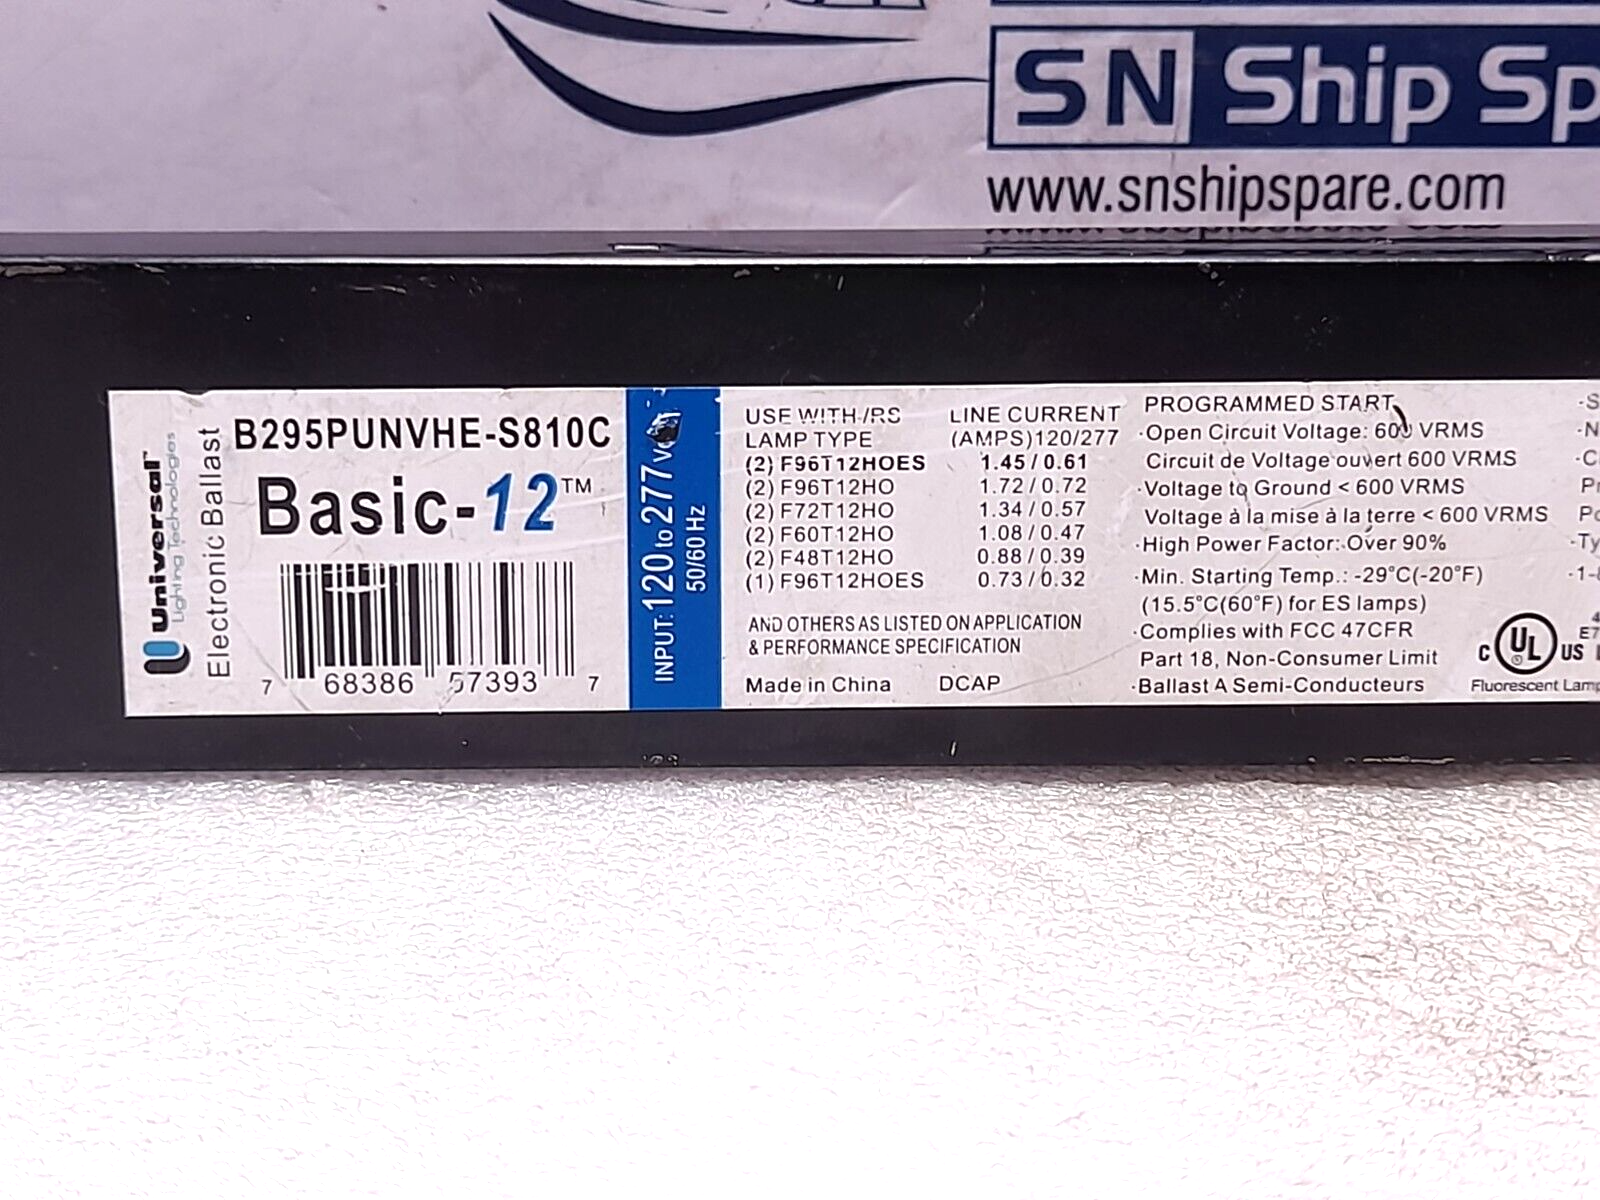 SN Ship Sp
www.snshipspare.com
Universal™
Lighting Technologies
Electronic Ballast
B295PUNVHE-S810C
Basic-12™
7 68386 57393 7
INPUT: 120 to 277
50/60 Hz
USE WITH-/RS LINE CURRENT
LAMP TYPE (AMPS)120/277
(2) F96T12HOES 1.45/0.61
(2) F96T12HO 1.72/0.72
(2) F72T12HO 1.34/0.57
(2) F60T12HO 1.08/0.47
(2) F48T12HO 0.88/0.39
(1) F96T12HOES 0.73/0.32
AND OTHERS AS LISTED ON APPLICATION
& PERFORMANCE SPECIFICATION
Made in China DCAP
PROGRAMMED START
·Open Circuit Voltage: 600 VRMS
Circuit de Voltage ouvert 600 VRMS
·Voltage to Ground < 600 VRMS
Voltage à la mise à la terre < 600 VRMS
·High Power Factor: Over 90%
·Min. Starting Temp.: -29°C(-20°F)
(15.5°C(60°F) for ES lamps)
·Complies with FCC 47CFR
Part 18, Non-Consumer Limit
·Ballast A Semi-Conducteurs
C UL ® US
Fluorescent Lamp